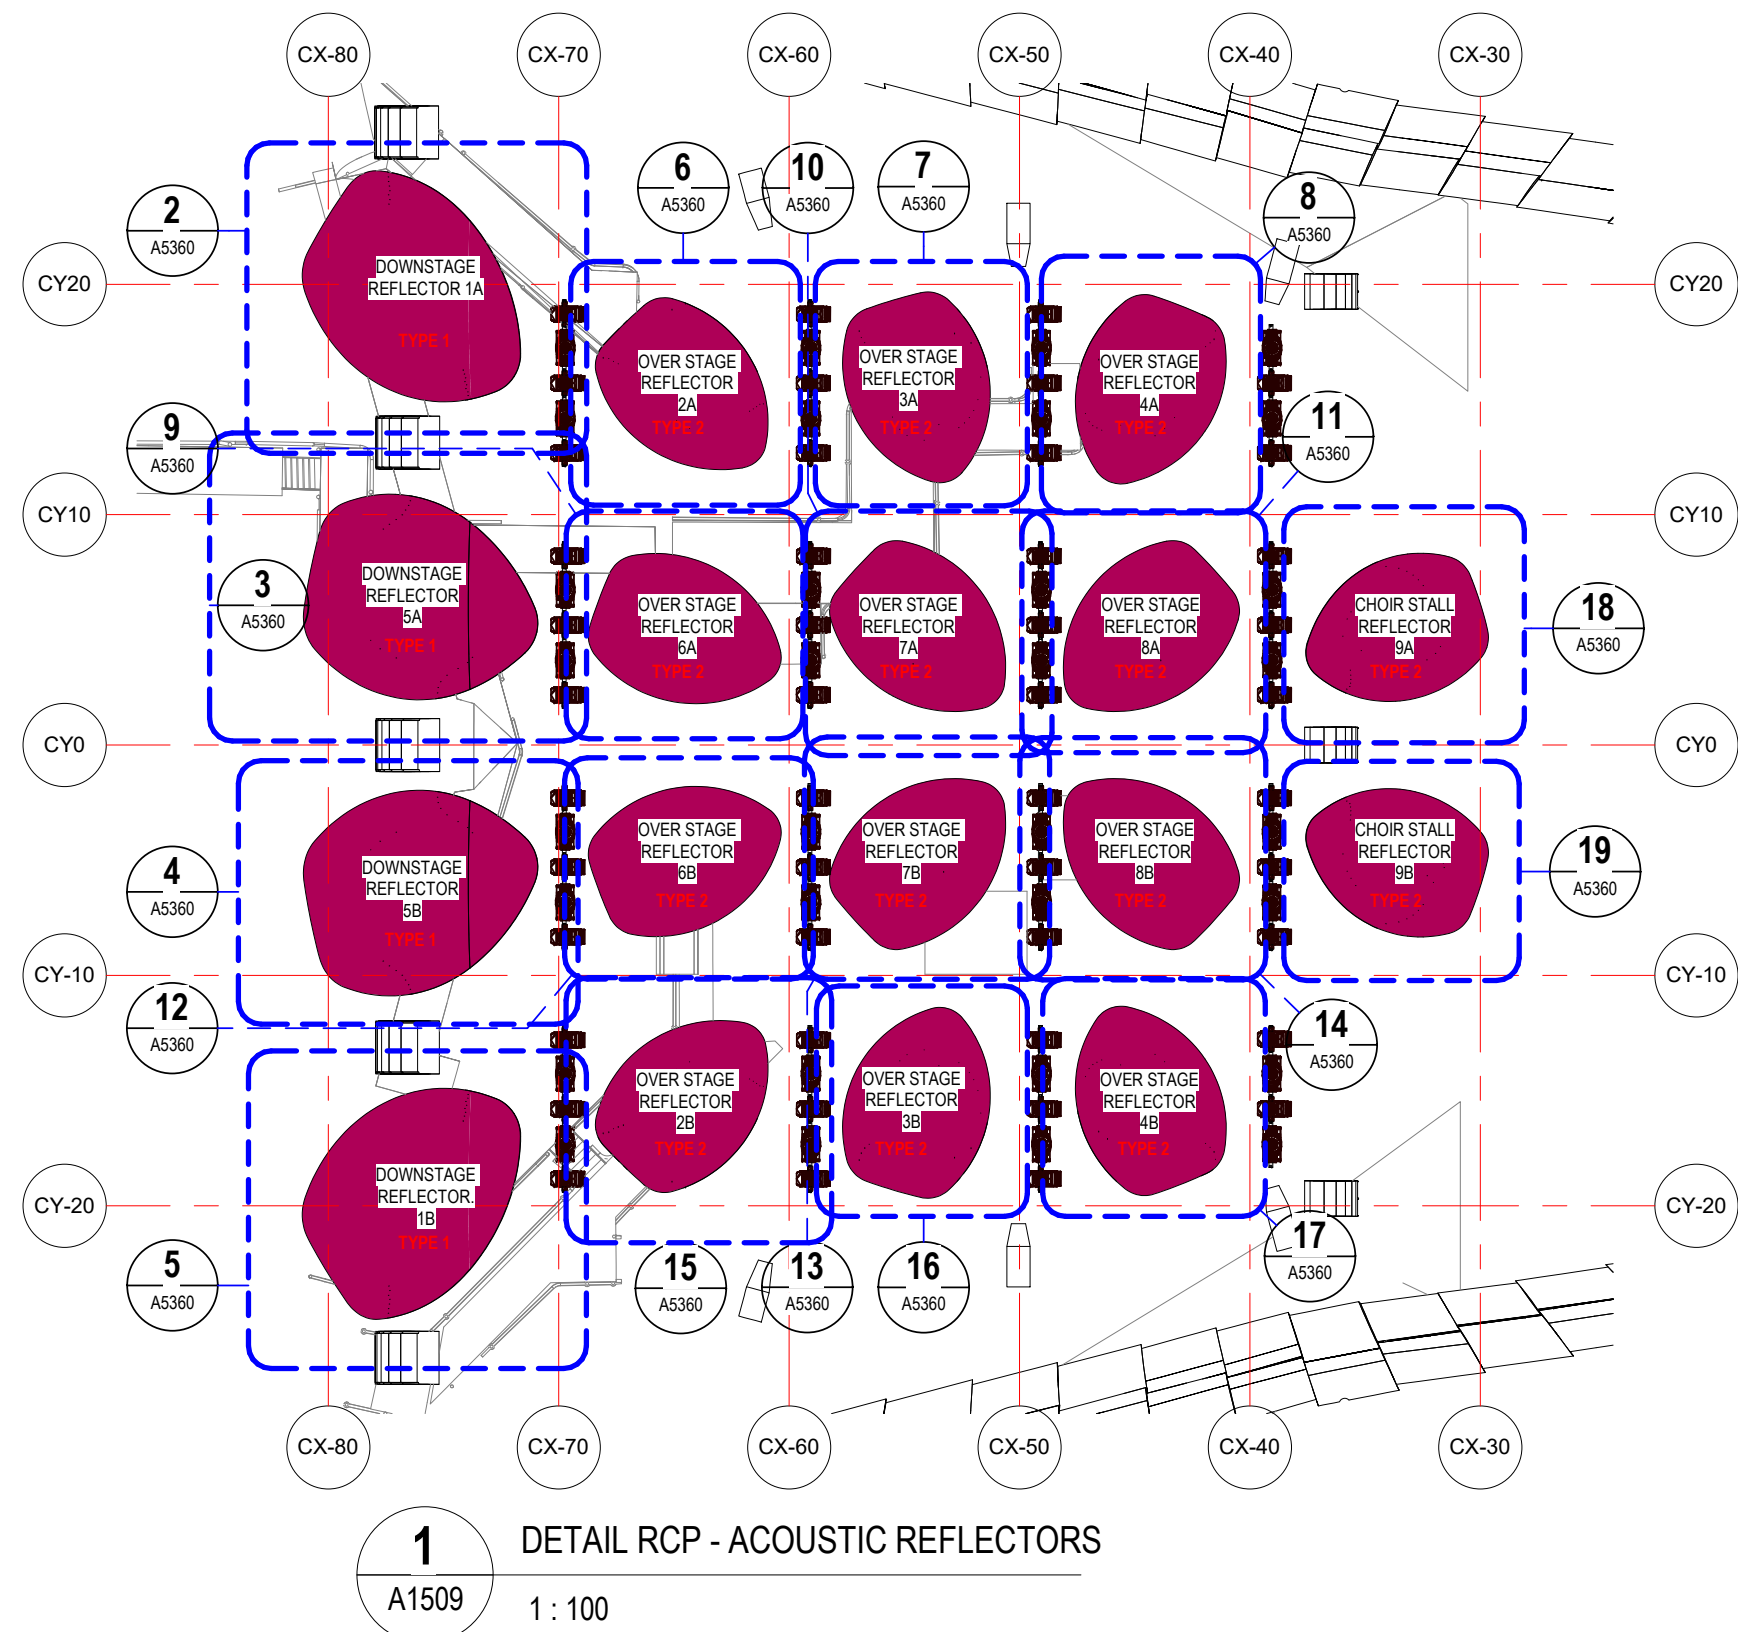 CX-80
CX-70
CX-60
CX-50
CX-40
CX-30
6
A5360
10
A5360
7
A5360
8
A5360
2
A5360
CY20
CY20
DOWNSTAGE
REFLECTOR 1A
TYPE 1
OVER STAGE
REFLECTOR
2A
TYPE 2
OVER STAGE
REFLECTOR
3A
TYPE 2
OVER STAGE
REFLECTOR
4A
TYPE 2
9
A5360
11
A5360
CY10
CY10
3
A5360
DOWNSTAGE
REFLECTOR
5A
TYPE 1
OVER STAGE
REFLECTOR
6A
TYPE 2
OVER STAGE
REFLECTOR
7A
TYPE 2
OVER STAGE
REFLECTOR
8A
TYPE 2
CHOIR STALL
REFLECTOR
9A
TYPE 2
18
A5360
CY0
CY0
4
A5360
DOWNSTAGE
REFLECTOR
5B
TYPE 1
OVER STAGE
REFLECTOR
6B
TYPE 2
OVER STAGE
REFLECTOR
7B
TYPE 2
OVER STAGE
REFLECTOR
8B
TYPE 2
CHOIR STALL
REFLECTOR
9B
TYPE 2
19
A5360
CY-10
CY-10
12
A5360
14
A5360
DOWNSTAGE
REFLECTOR.
1B
TYPE 1
OVER STAGE
REFLECTOR
2B
TYPE 2
OVER STAGE
REFLECTOR
3B
TYPE 2
OVER STAGE
REFLECTOR
4B
TYPE 2
CY-20
CY-20
5
A5360
15
A5360
13
A5360
16
A5360
17
A5360
CX-80
CX-70
CX-60
CX-50
CX-40
CX-30
1
A1509
DETAIL RCP - ACOUSTIC REFLECTORS
1 : 100